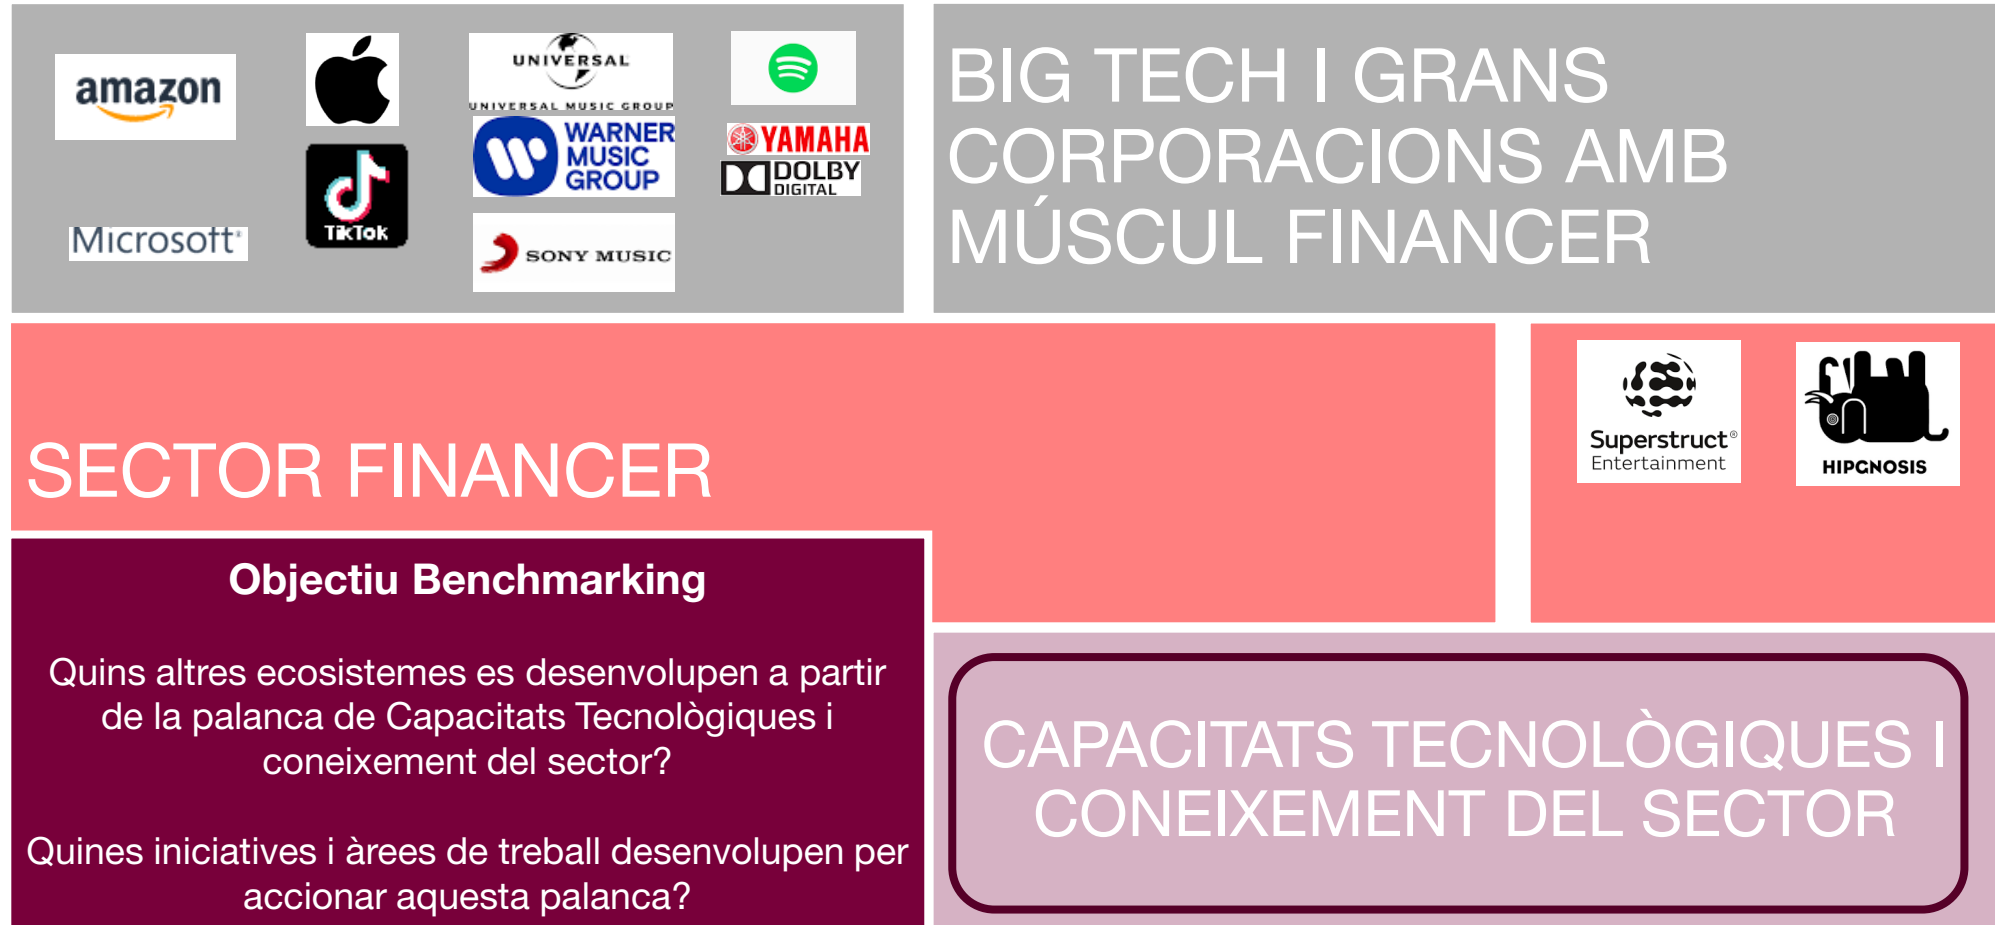 amazon
UNIVERSAL
UNIVERSAL MUSIC GROUP
WARNER
MUSIC
GROUP
YAMAHA
DOLBY
DIGITAL
TikTok
Microsoft
SONY MUSIC
BIG TECH I GRANS
CORPORACIONS AMB
MÚSCUL FINANCER
SECTOR FINANCER
Superstruct®
Entertainment
HIPGNOSIS
Objectiu Benchmarking
Quins altres ecosistemes es desenvolupen a partir
de la palanca de Capacitats Tecnològiques i
coneixement del sector?
Quines iniciatives i àrees de treball desenvolupen per
accionar aquesta palanca?
CAPACITATS TECNOLÒGIQUES I
CONEIXEMENT DEL SECTOR